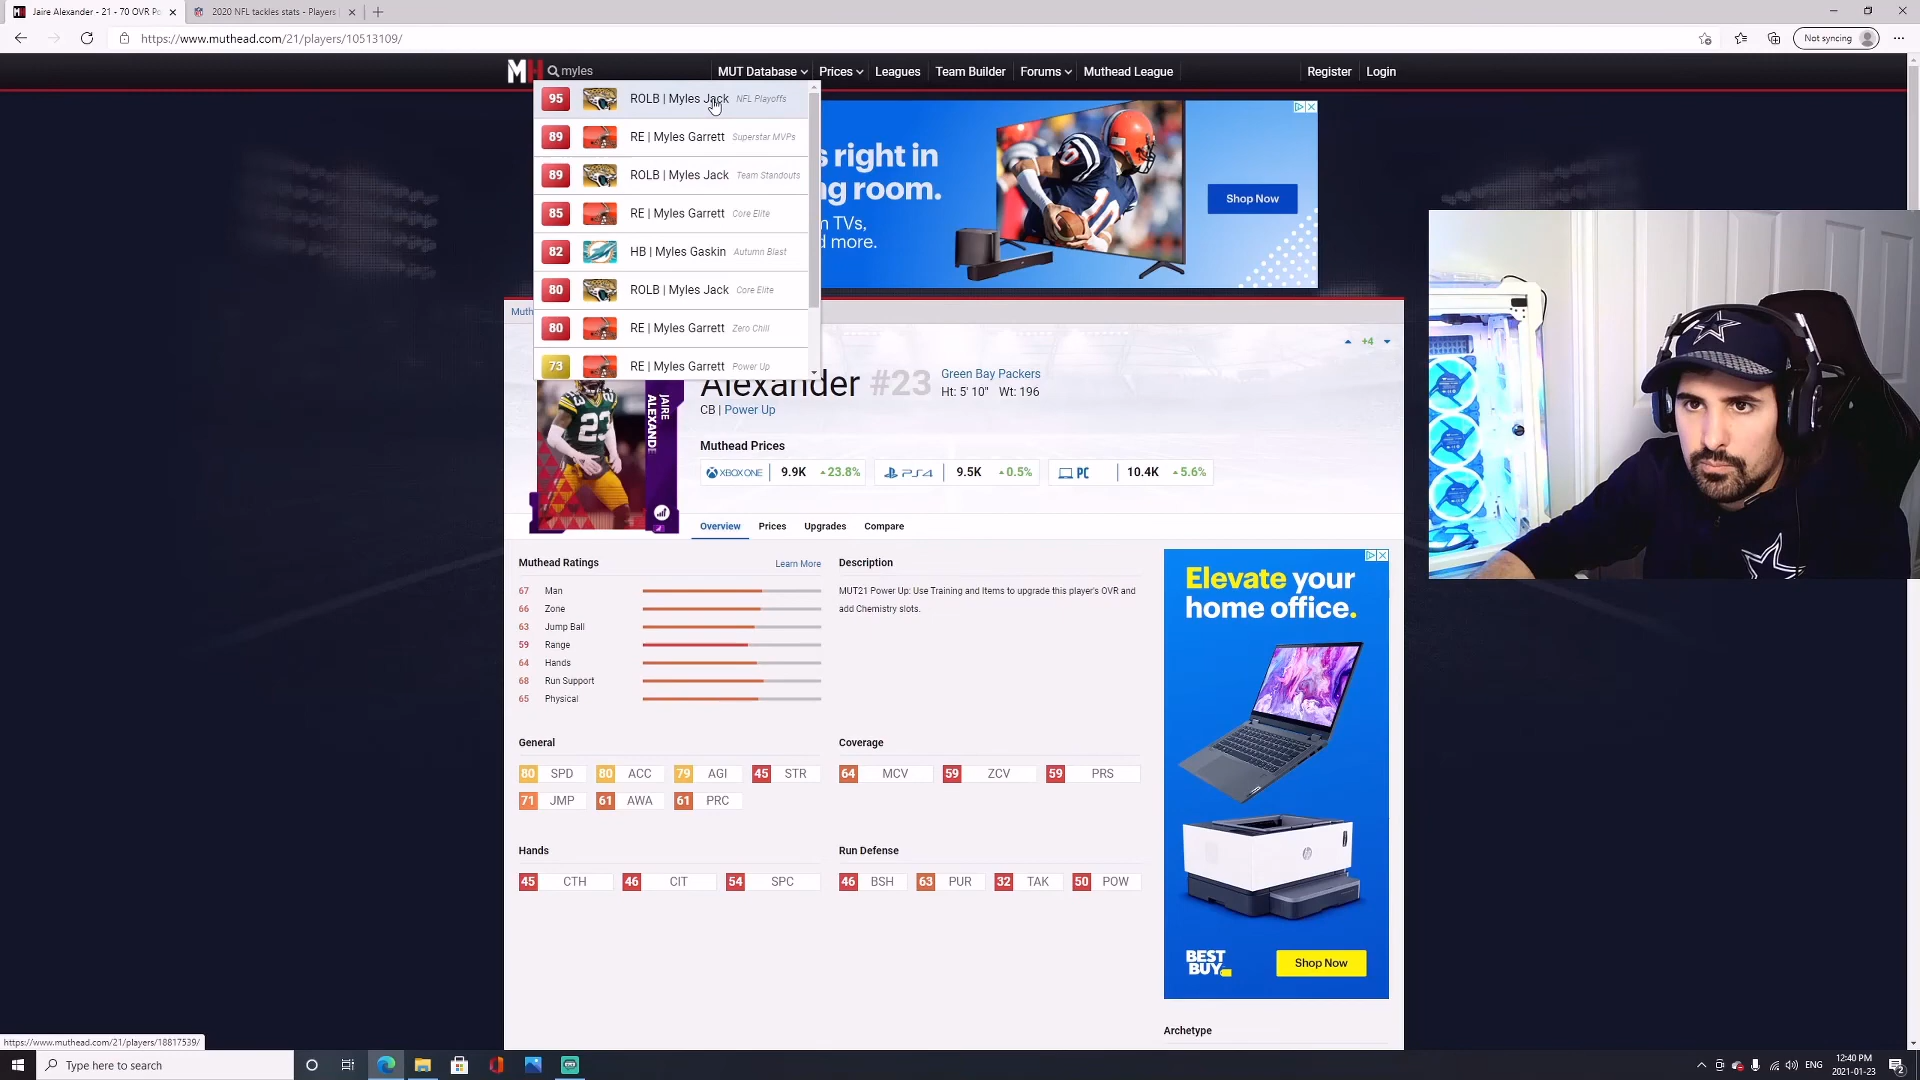 Jaire Alexander - 21 - 70 OVR Po
2020 NFL tackles stats - Players
https://www.muthead.com/21/players/10513109/
Not syncing
MH
myles
MUT Database
Prices
Leagues
Team Builder
Forums
Muthead League
Register
Login
95 ROLB | Myles Jack NFL Playoffs
89 RE | Myles Garrett Superstar MVPs
89 ROLB | Myles Jack Team Standouts
85 RE | Myles Garrett Core Elite
82 HB | Myles Gaskin Autumn Blast
80 ROLB | Myles Jack Core Elite
80 RE | Myles Garrett Zero Chill
73 RE | Myles Garrett Power Up
s right in
ng room.
m TVs,
d more.
Shop Now
Muth
+4
Alexander #23
Green Bay Packers
Ht: 5' 10" Wt: 196
CB | Power Up
JAIRE
ALEXANDE
23
Muthead Prices
XBOX ONE 9.9K 23.8%
PS4 9.5K 0.5%
PC 10.4K 5.6%
Overview
Prices
Upgrades
Compare
Muthead Ratings
Learn More
67 Man
66 Zone
63 Jump Ball
59 Range
64 Hands
68 Run Support
65 Physical
Description
MUT21 Power Up: Use Training and Items to upgrade this player's OVR and
add Chemistry slots.
General
80 SPD 80 ACC 79 AGI 45 STR
71 JMP 61 AWA 61 PRC
Coverage
64 MCV 59 ZCV 59 PRS
Hands
45 CTH 46 CIT 54 SPC
Run Defense
46 BSH 63 PUR 32 TAK 50 POW
Elevate your
home office.
hp
BEST
BUY
Shop Now
Archetype
https://www.muthead.com/21/players/18817539/
Type here to search
ENG
12:40 PM
2021-01-23
2